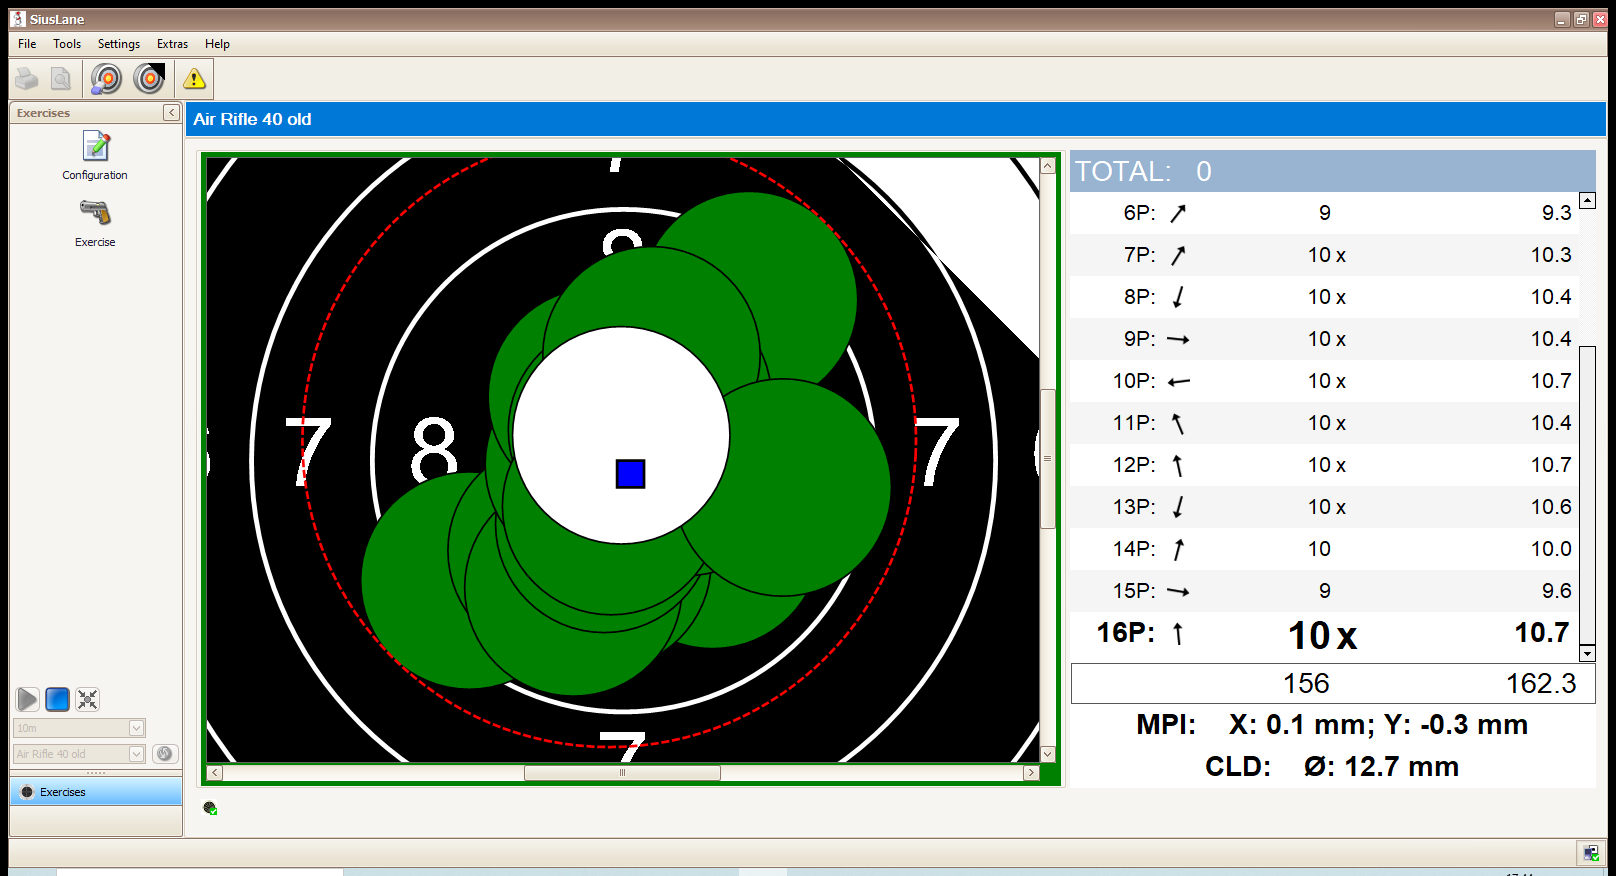 SiusLane
File Tools Settings Extras Help
Exercises
Configuration
Exercise
10m
Air Rifle 40 old
Exercises
Air Rifle 40 old
7
8
7 8 7
7
TOTAL: 0
6P: 9 9.3
7P: 10 x 10.3
8P: 10 x 10.4
9P: 10 x 10.4
10P: 10 x 10.7
11P: 10 x 10.4
12P: 10 x 10.7
13P: 10 x 10.6
14P: 10 10.0
15P: 9 9.6
16P: 10 x 10.7
156 162.3
MPI: X: 0.1 mm; Y: -0.3 mm
CLD: Ø: 12.7 mm